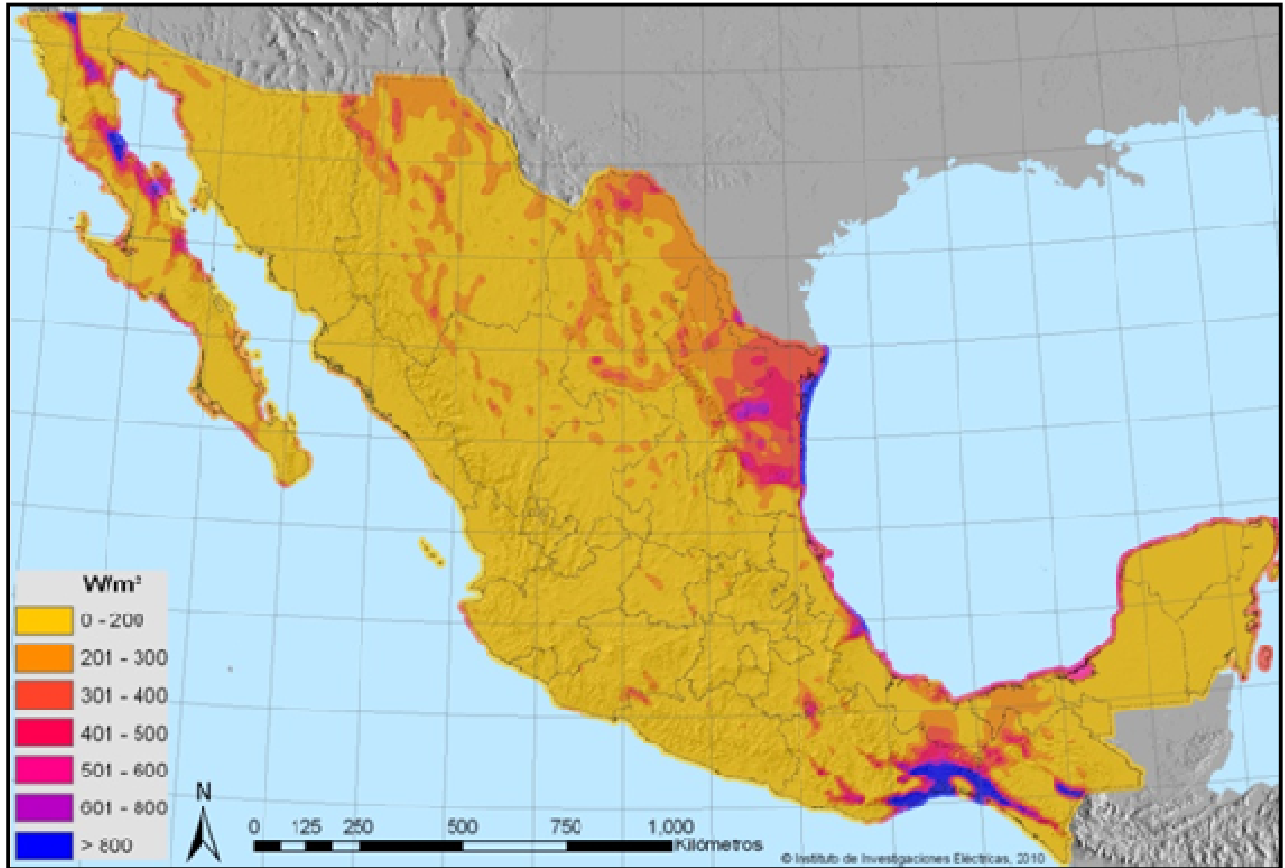 W/m²
0 - 200
201 - 300
301 - 400
401 - 500
501 - 600
601 - 800
> 800
N
0 125 250 500 750 1,000
Kilómetros
© Instituto de Investigaciones Eléctricas, 2010